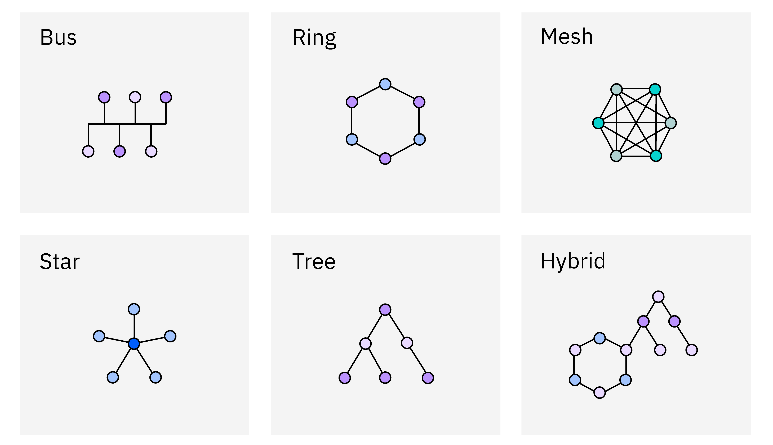 Bus
Ring
Mesh
Star
Tree
Hybrid